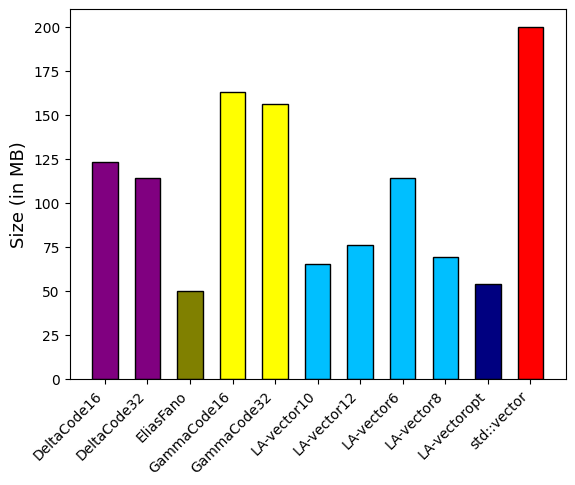 Size (in MB)
200
175
150
125
100
75
50
25
0
DeltaCode16
DeltaCode32
EliasFano
GammaCode16
GammaCode32
LA-vector10
LA-vector12
LA-vector6
LA-vector8
LA-vectoropt
std::vector